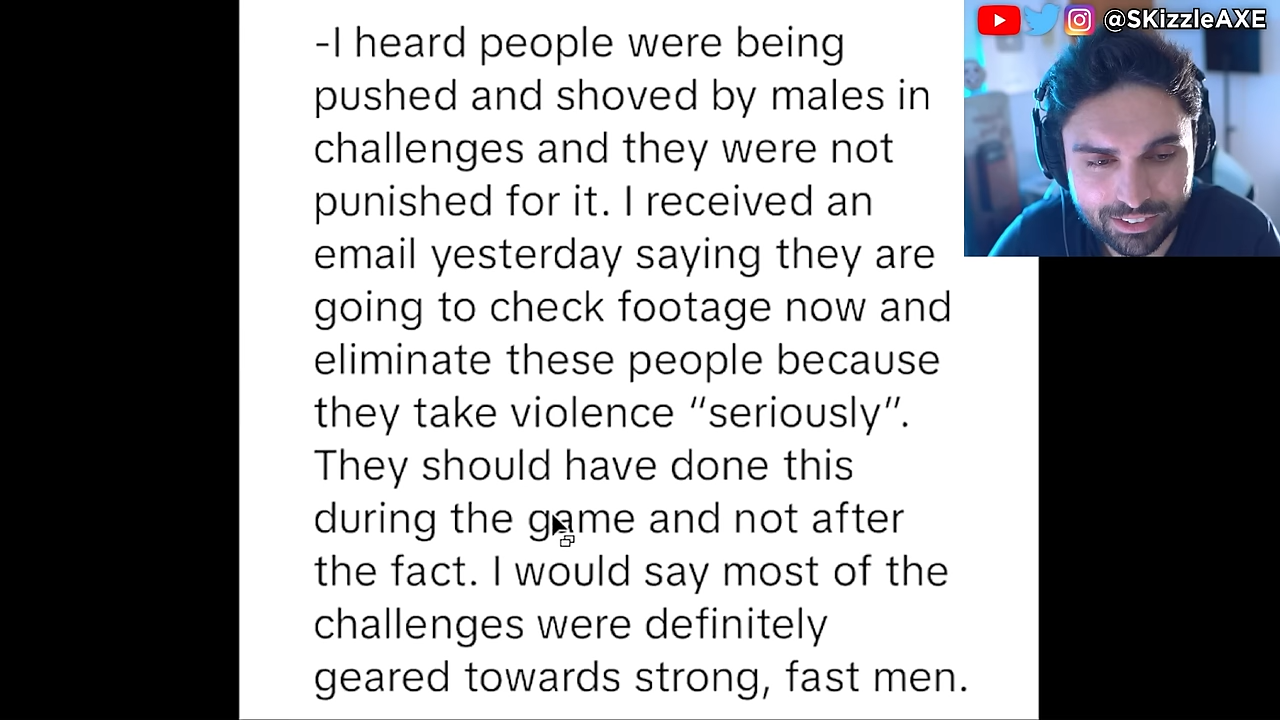 @SKizzleAXE
-I heard people were being
pushed and shoved by males in
challenges and they were not
punished for it. I received an
email yesterday saying they are
going to check footage now and
eliminate these people because
they take violence “seriously”.
They should have done this
during the game and not after
the fact. I would say most of the
challenges were definitely
geared towards strong, fast men.